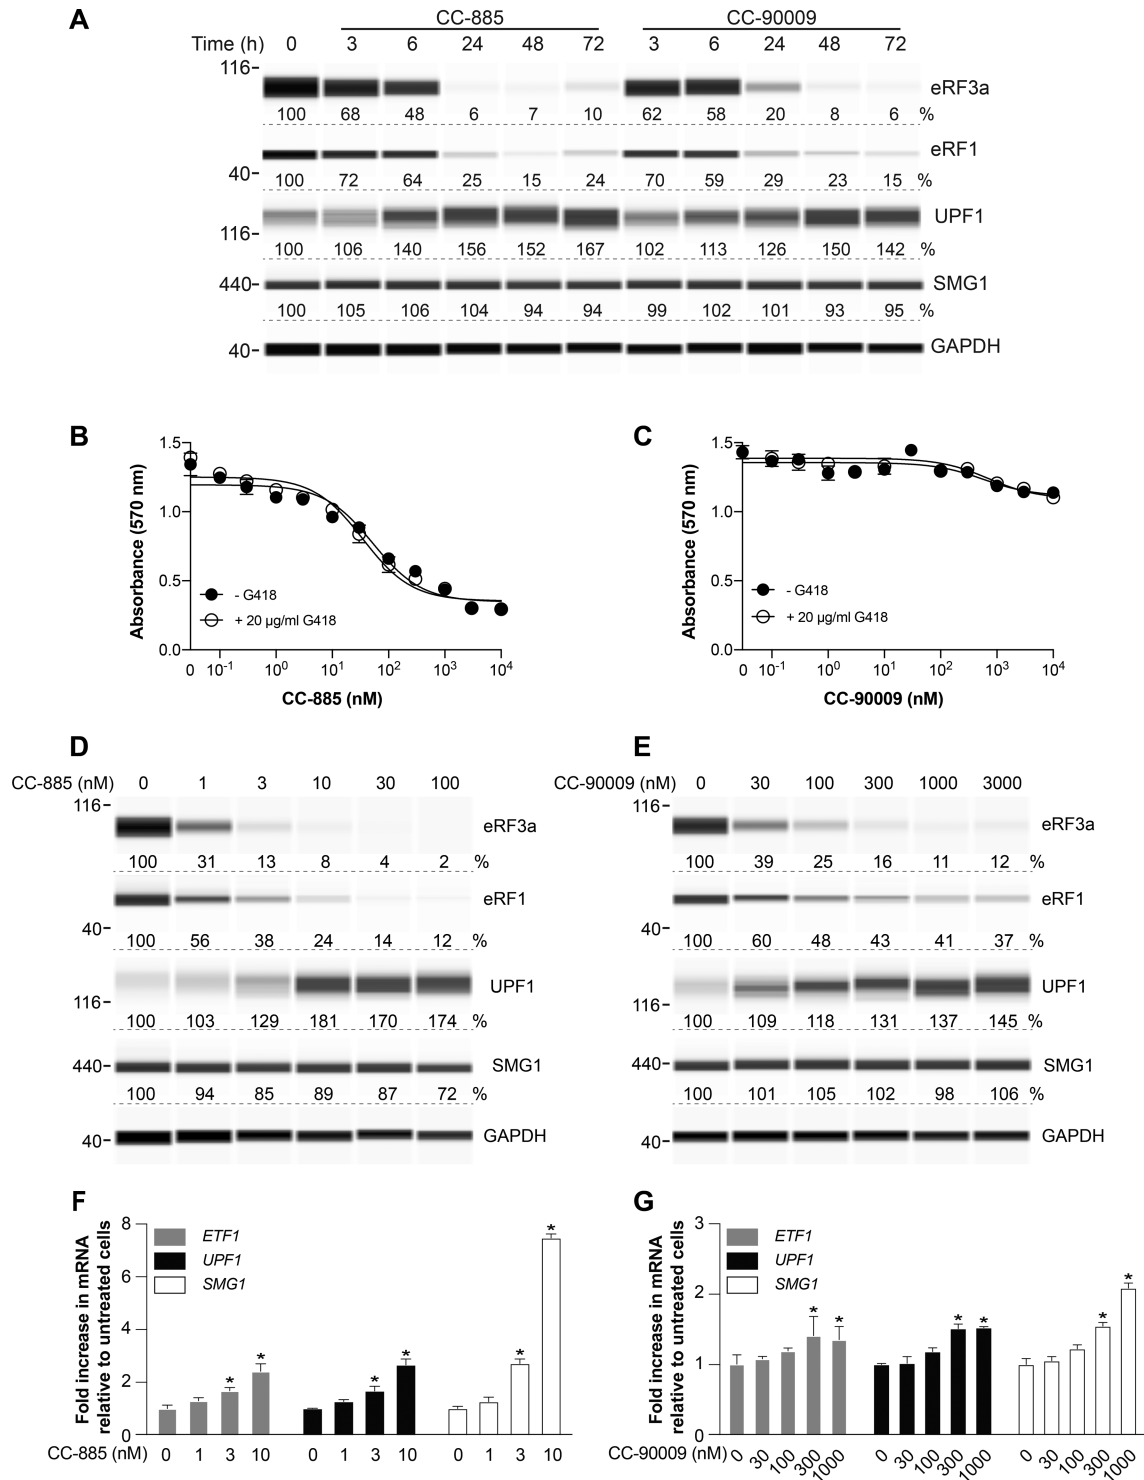 A
CC-885 CC-90009
Time (h) 0 3 6 24 48 72 3 6 24 48 72
116
eRF3a
100 68 48 6 7 10 62 58 20 8 6 %
eRF1
40
100 72 64 25 15 24 70 59 29 23 15 %
UPF1
116
100 106 140 156 152 167 102 113 126 150 142 %
440 SMG1
100 105 106 104 94 94 99 102 101 93 95 %
40 GAPDH
B
Absorbance (570 nm)
1.5
1.0
0.5
0.0
- G418
+ 20 µg/ml G418
0 10-1 100 101 102 103 104
CC-885 (nM)
C
Absorbance (570 nm)
1.5
1.0
0.5
0.0
- G418
+ 20 µg/ml G418
0 10-1 100 101 102 103 104
CC-90009 (nM)
D
CC-885 (nM) 0 1 3 10 30 100
116
eRF3a
100 31 13 8 4 2 %
eRF1
40
100 56 38 24 14 12 %
UPF1
116
100 103 129 181 170 174 %
440 SMG1
100 94 85 89 87 72 %
40 GAPDH
E
CC-90009 (nM) 0 30 100 300 1000 3000
116
eRF3a
100 39 25 16 11 12 %
eRF1
40
100 60 48 43 41 37 %
UPF1
116
100 109 118 131 137 145 %
440 SMG1
100 101 105 102 98 106 %
40 GAPDH
F
Fold increase in mRNA
relative to untreated cells
8
6
4
2
0
ETF1
UPF1
SMG1
* * * * * *
CC-885 (nM) 0 1 3 10 0 1 3 10 0 1 3 10
G
Fold increase in mRNA
relative to untreated cells
3
2
1
0
ETF1
UPF1
SMG1
* * * * * *
CC-90009 (nM) 0 30 100 300 1000 0 30 100 300 1000 0 30 100 300 1000